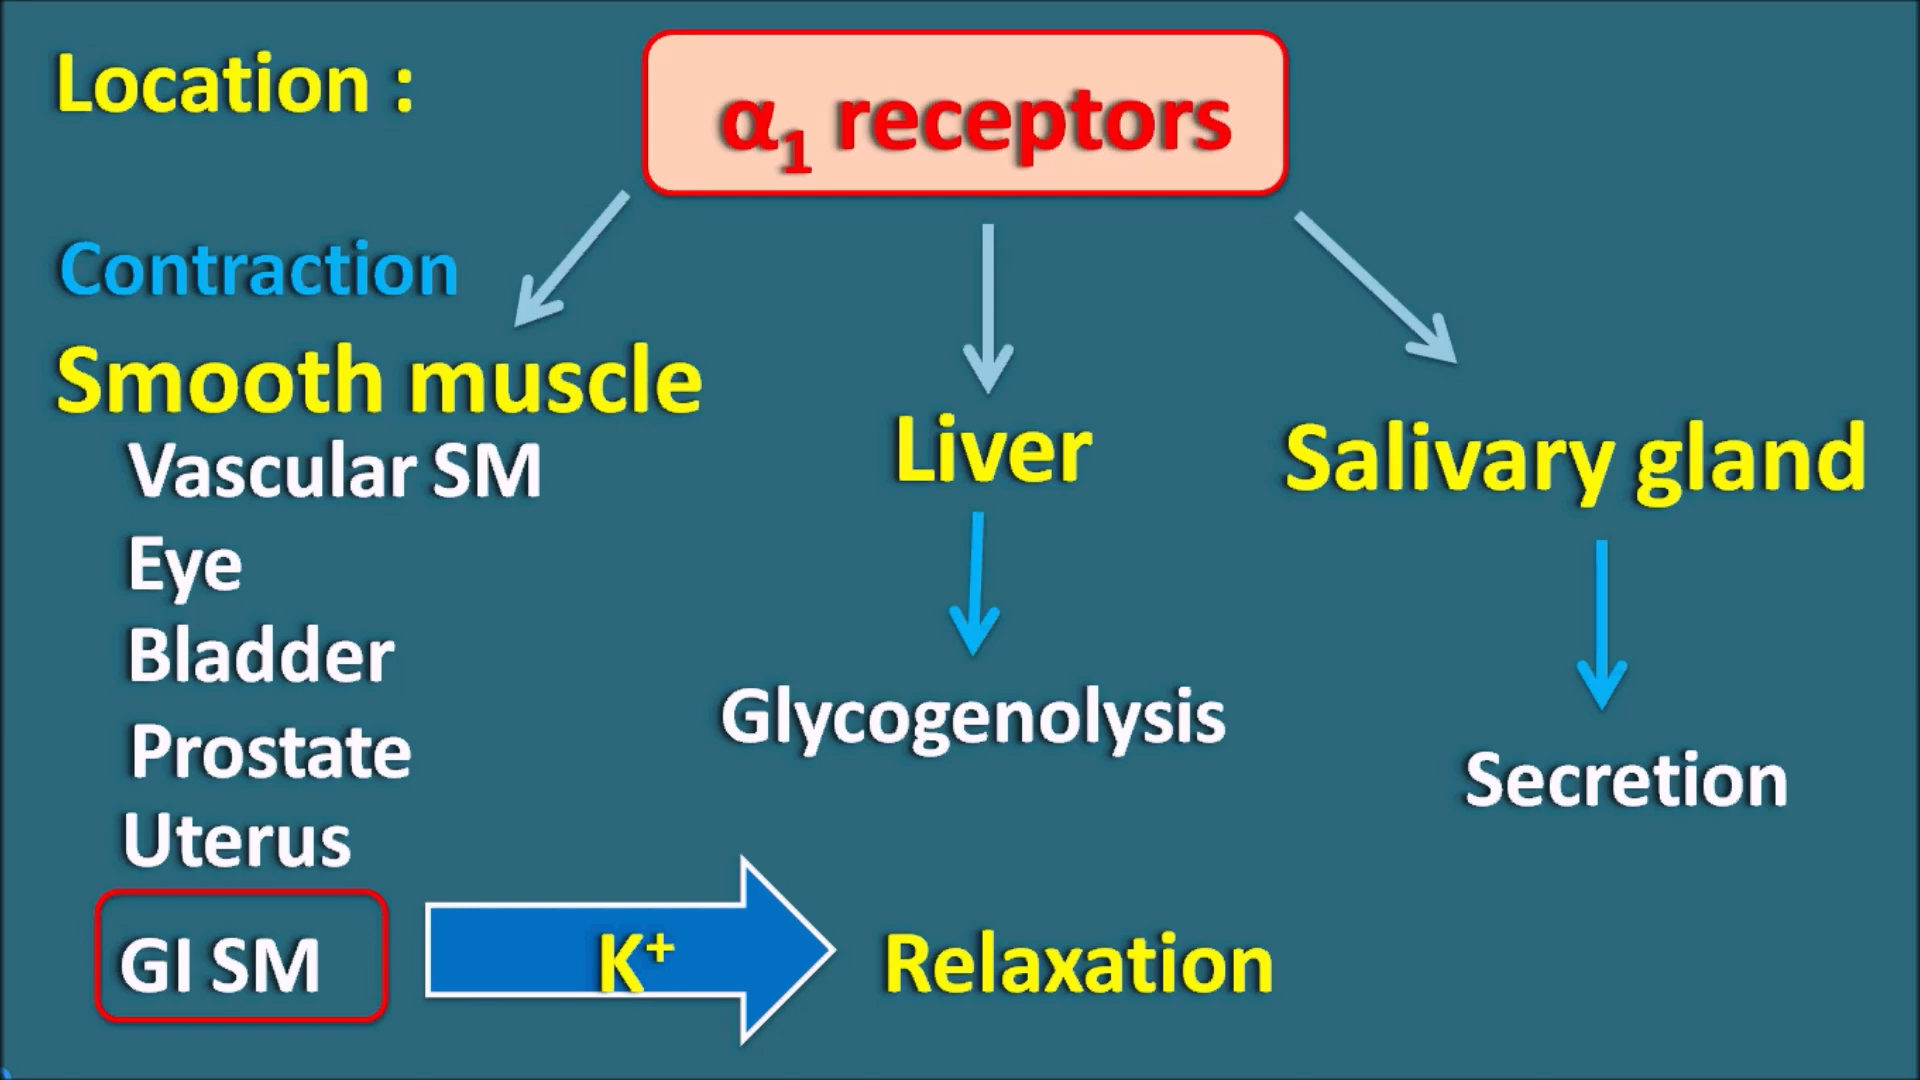 Location :
α₁ receptors
Contraction
Smooth muscle
Vascular SM
Eye
Bladder
Prostate
Uterus
GI SM
K⁺
Relaxation
Liver
Glycogenolysis
Salivary gland
Secretion